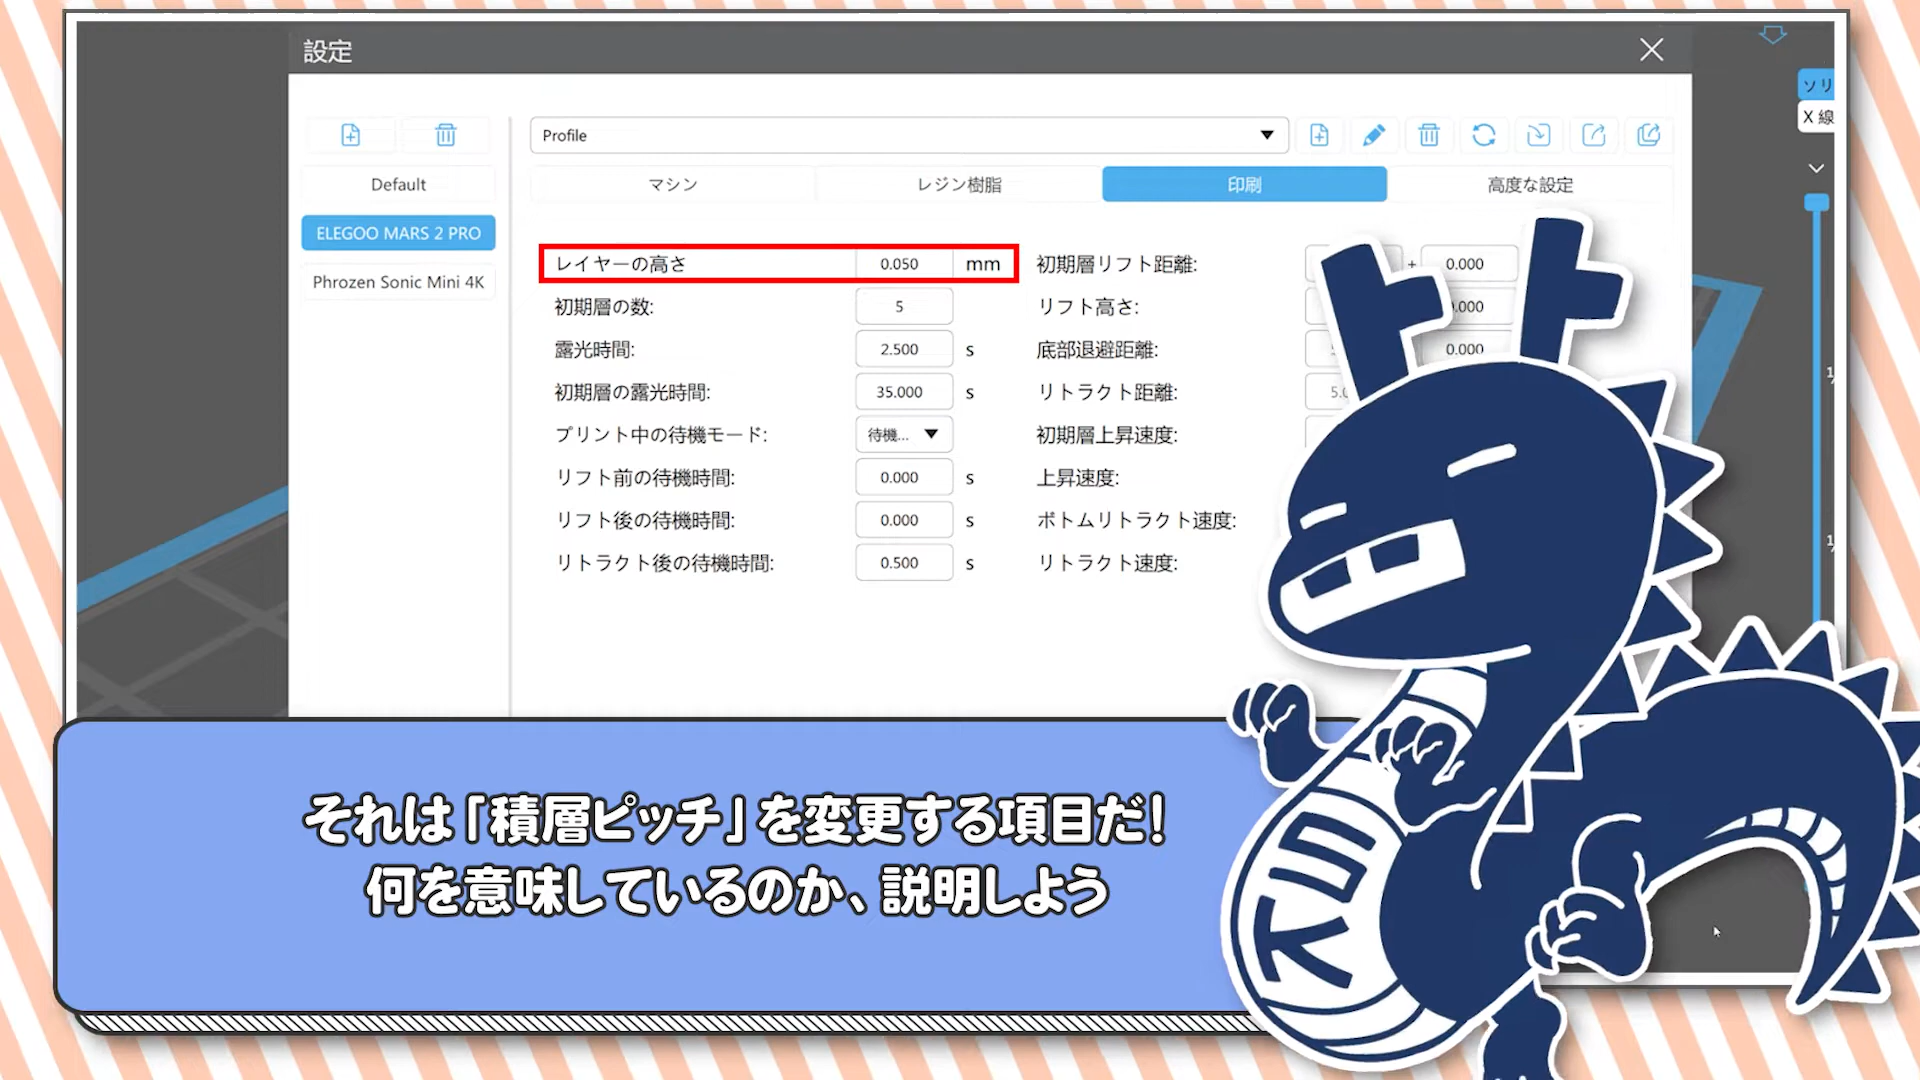 設定
ソリ
X 線
Profile
Default
マシン
レジン樹脂
印刷
高度な設定
ELEGOO MARS 2 PRO
Phrozen Sonic Mini 4K
レイヤーの高さ 0.050 mm
初期層リフト距離: + 0.000
初期層の数: 5
リフト高さ: 0.000
露光時間: 2.500 s
底部退避距離: 0.000
初期層の露光時間: 35.000 s
リトラクト距離:
プリント中の待機モード: 待機...
初期層上昇速度:
リフト前の待機時間: 0.000 s
上昇速度:
リフト後の待機時間: 0.000 s
ボトムリトラクト速度:
リトラクト後の待機時間: 0.500 s
リトラクト速度:
それは「積層ピッチ」を変更する項目だ!
何を意味しているのか、説明しよう